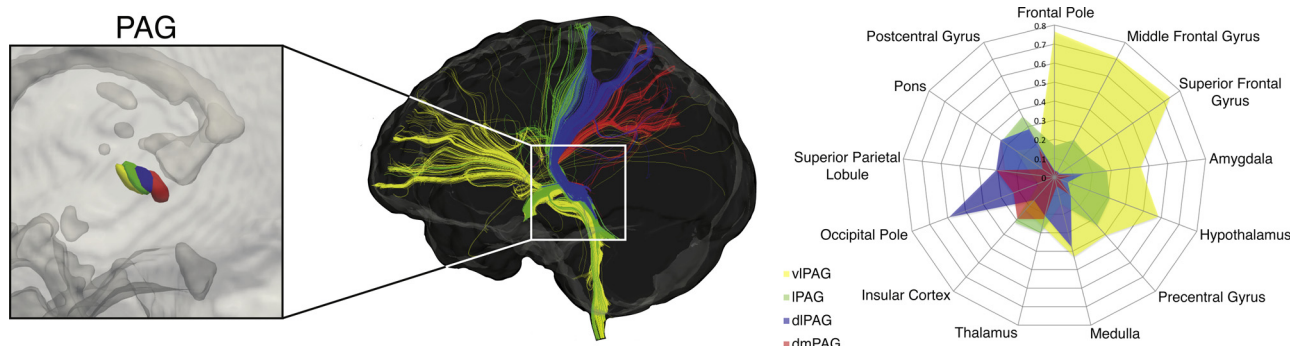 PAG
Frontal Pole
Postcentral Gyrus
Middle Frontal Gyrus
Pons
Superior Frontal
Gyrus
Superior Parietal
Lobule
Amygdala
Occipital Pole
Hypothalamus
Insular Cortex
Precentral Gyrus
Thalamus
Medulla
0.8
0.7
0.6
0.5
0.4
0.3
0.2
0.1
0
vlPAG
lPAG
dlPAG
dmPAG